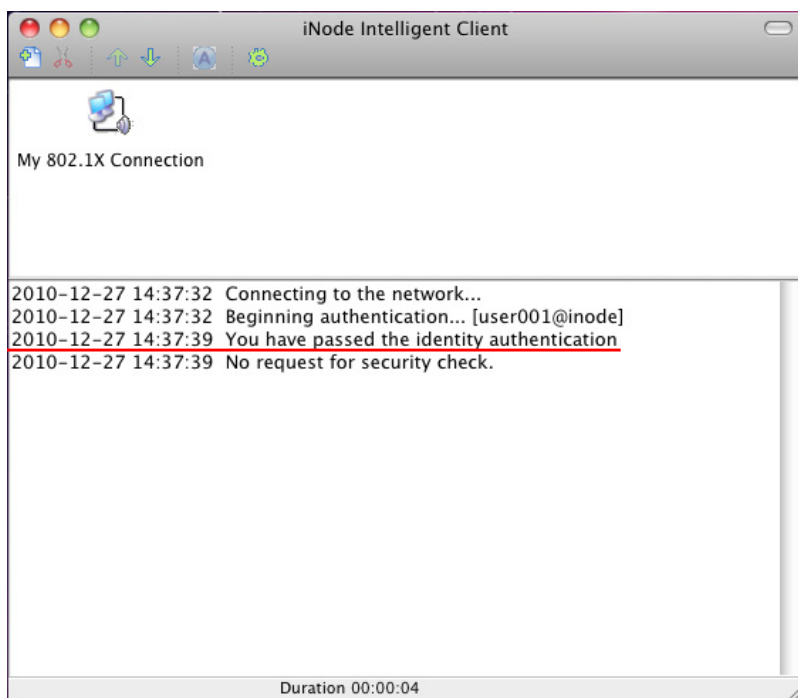 iNode Intelligent Client
A
My 802.1X Connection
2010-12-27 14:37:32 Connecting to the network...
2010-12-27 14:37:32 Beginning authentication... [user001@inode]
2010-12-27 14:37:39 You have passed the identity authentication
2010-12-27 14:37:39 No request for security check.
Duration 00:00:04